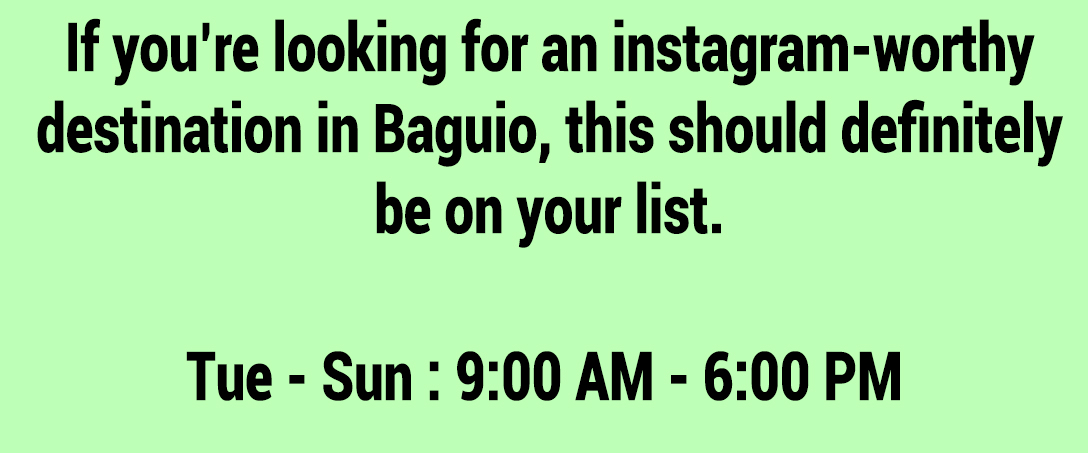 If you're looking for an instagram-worthy
destination in Baguio, this should definitely
be on your list.
Tue - Sun : 9:00 AM - 6:00 PM